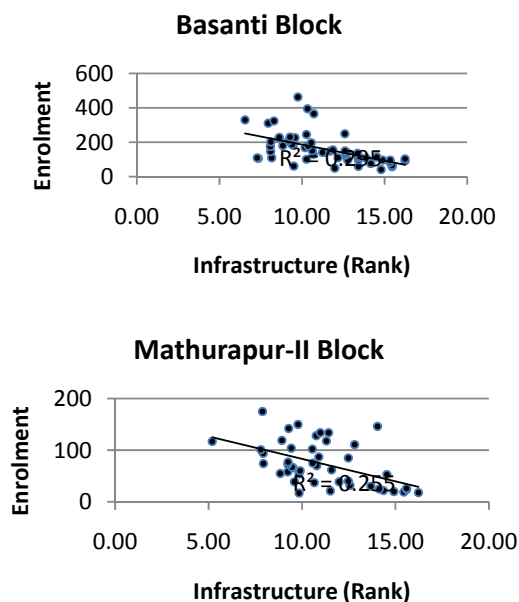 Basanti Block
600
400
200
0
Enrolment
R² = 0.295
0.00 5.00 10.00 15.00 20.00
Infrastructure (Rank)
Mathurapur-II Block
200
100
0
Enrolment
R² = 0.255
0.00 5.00 10.00 15.00 20.00
Infrastructure (Rank)